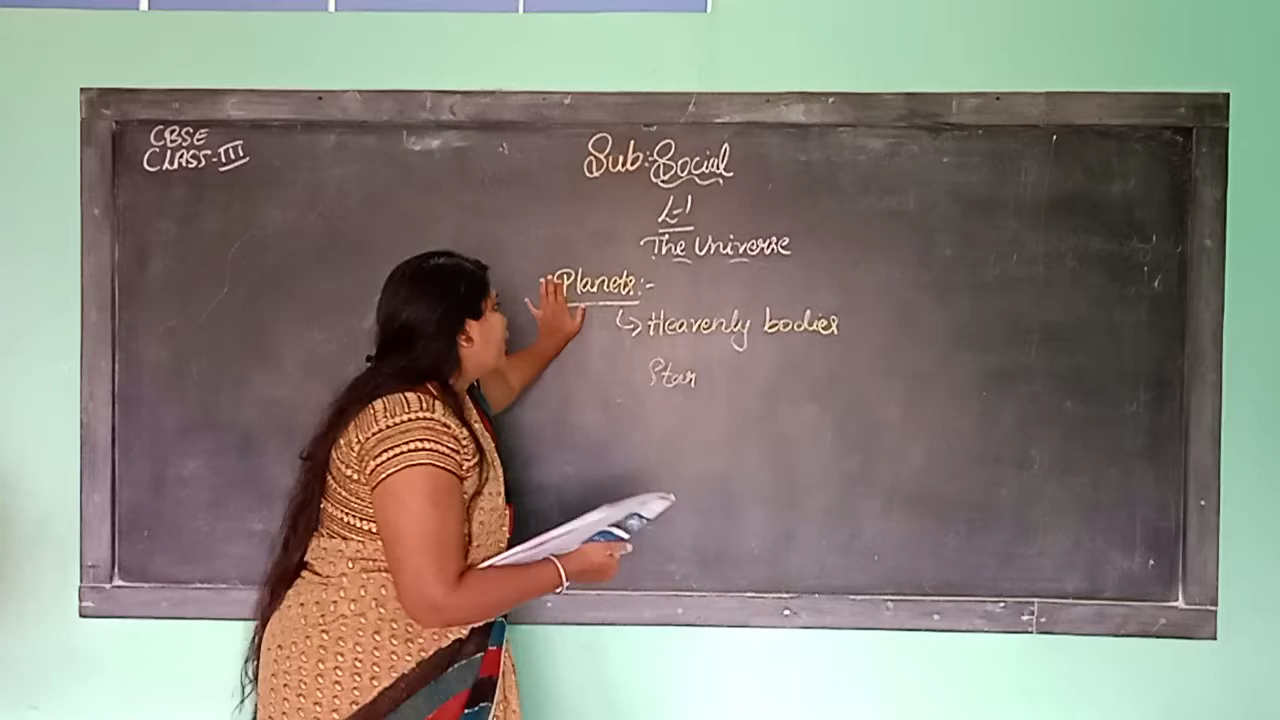 CBSE
CLASS-III
Sub:-Social
L-1
The Universe
Planets:-
↳ Heavenly bodies
Star